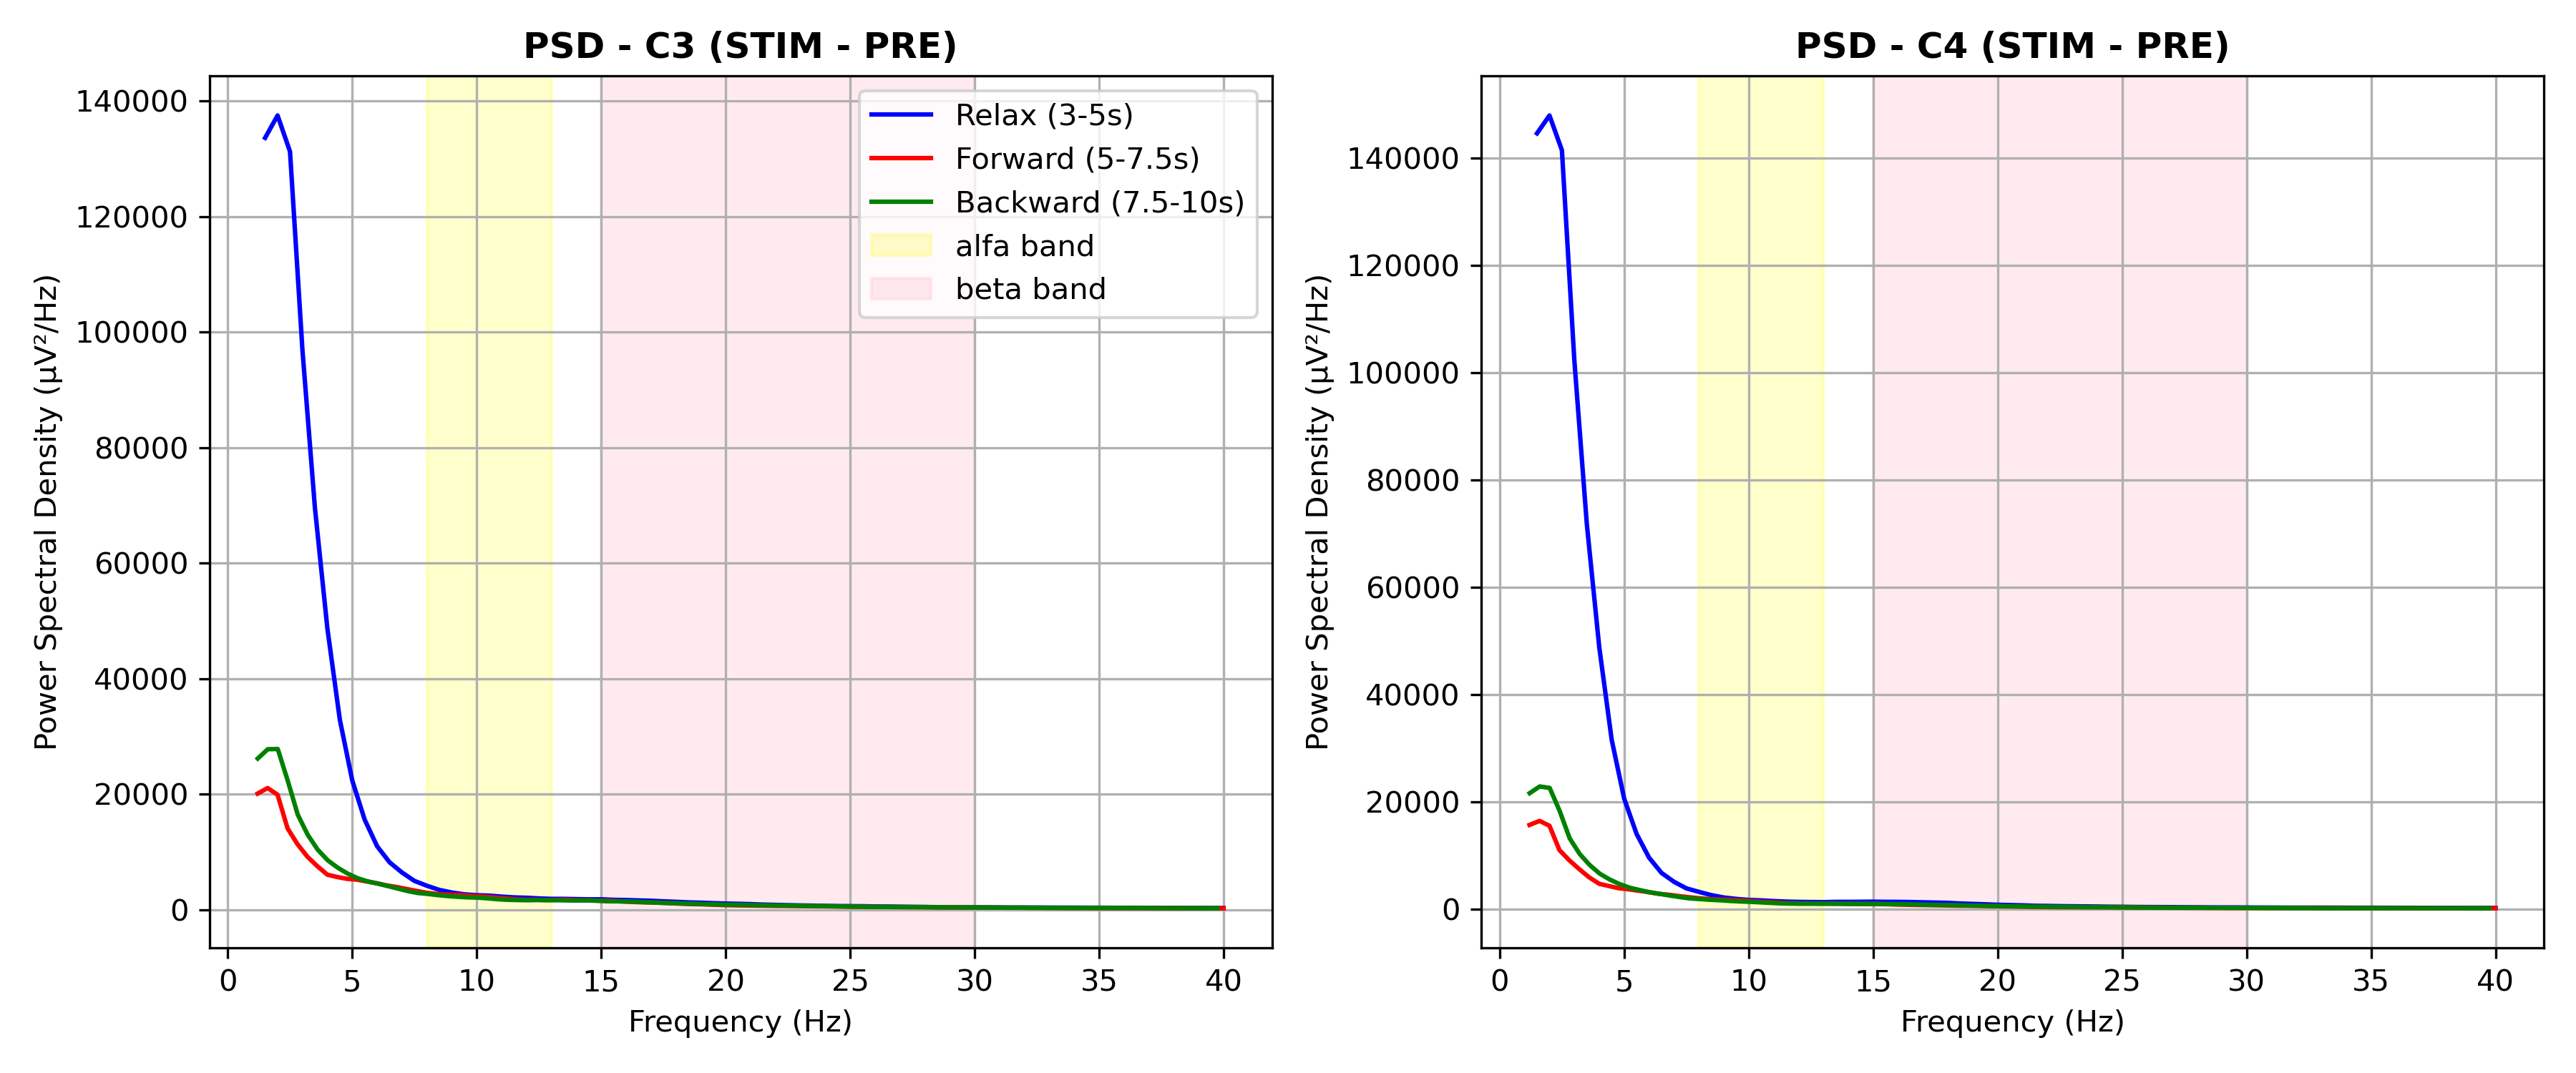 PSD - C3 (STIM - PRE)
Power Spectral Density (µV²/Hz)
140000
120000
100000
80000
60000
40000
20000
0
0 5 10 15 20 25 30 35 40
Frequency (Hz)
Relax (3-5s)
Forward (5-7.5s)
Backward (7.5-10s)
alfa band
beta band
PSD - C4 (STIM - PRE)
Power Spectral Density (µV²/Hz)
140000
120000
100000
80000
60000
40000
20000
0
0 5 10 15 20 25 30 35 40
Frequency (Hz)